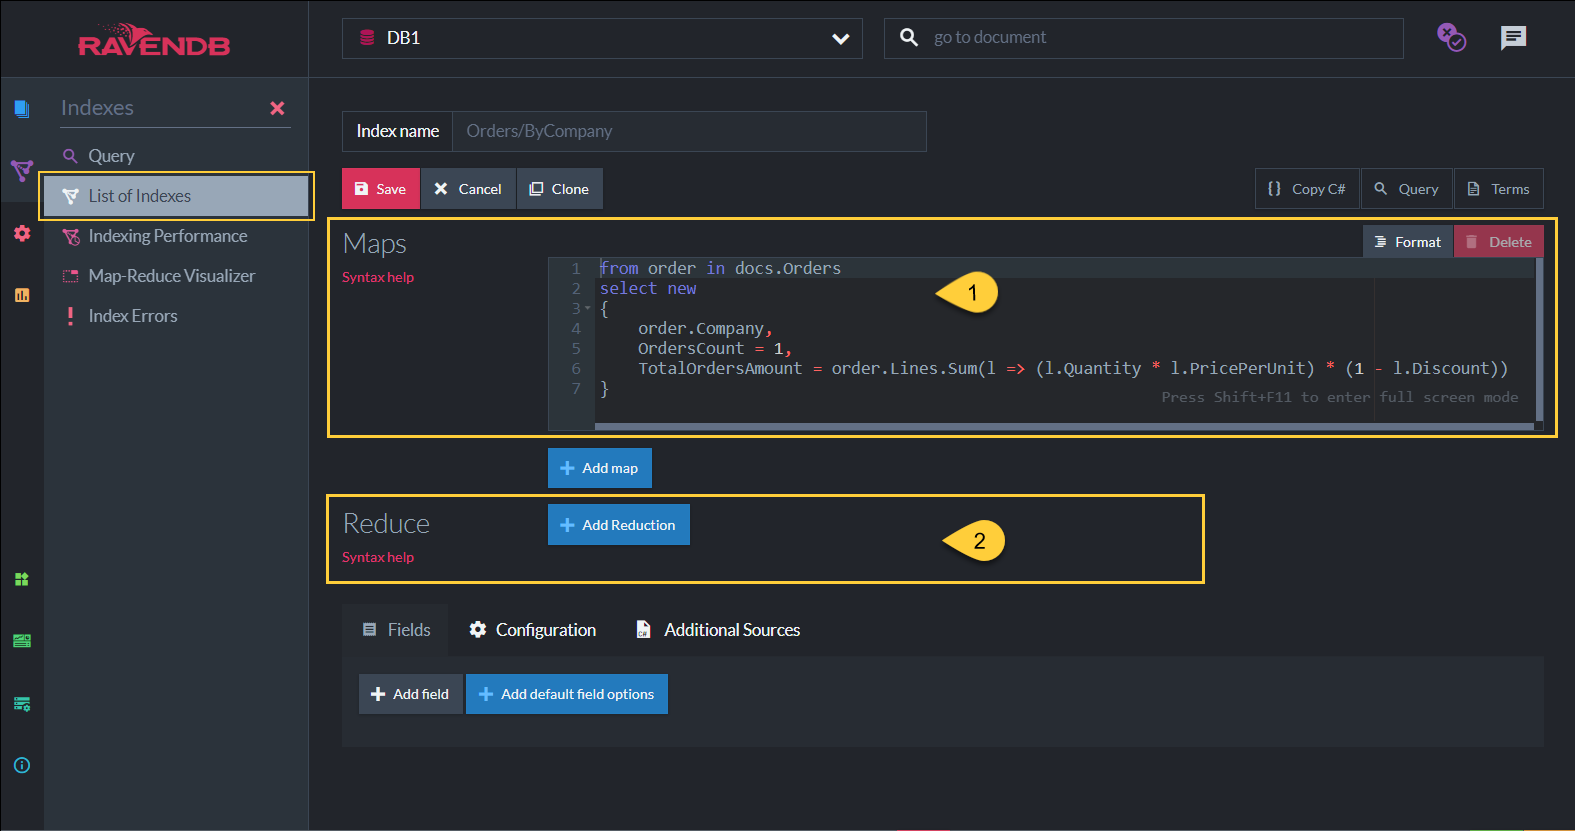 RAVENDB
DB1
go to document
Indexes
Query
List of Indexes
Indexing Performance
Map-Reduce Visualizer
Index Errors
Index name Orders/ByCompany
Save Cancel Clone
{ } Copy C# Query Terms
Maps
Syntax help
Format Delete
1 from order in docs.Orders
2 select new
3 {
4 order.Company,
5 OrdersCount = 1,
6 TotalOrdersAmount = order.Lines.Sum(l => (l.Quantity * l.PricePerUnit) * (1 - l.Discount))
7 }
Press Shift+F11 to enter full screen mode
1
Add map
Reduce
Syntax help
Add Reduction
2
Fields Configuration C# Additional Sources
Add field Add default field options